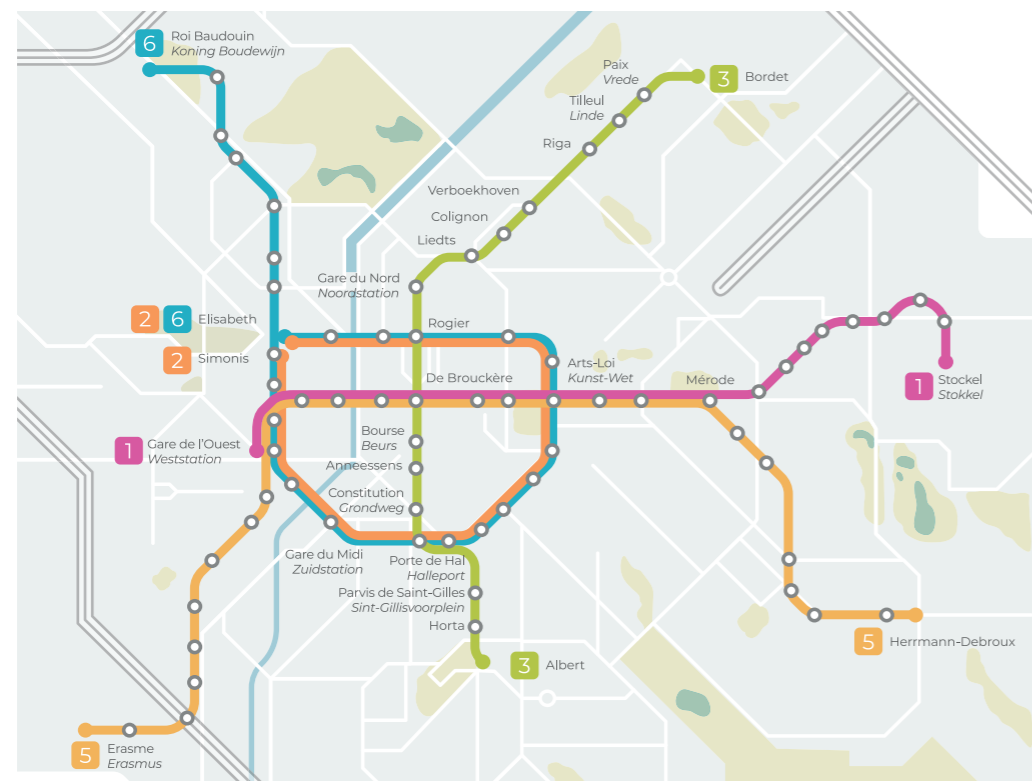 6
Roi Baudouin
Koning Boudewijn
Paix
Vrede
3
Bordet
Tilleul
Linde
Riga
Verboekhoven
Colignon
Liedts
Gare du Nord
Noordstation
2
6
Elisabeth
Rogier
2
Simonis
Arts-Loi
Kunst-Wet
De Brouckère
Mérode
1
Stockel
Stokkel
1
Gare de l'Ouest
Weststation
Bourse
Beurs
Anneessens
Constitution
Grondweg
Gare du Midi
Zuidstation
Porte de Hal
Halleport
Parvis de Saint-Gilles
Sint-Gillisvoorplein
Horta
3
Albert
5
Herrmann-Debroux
5
Erasme
Erasmus